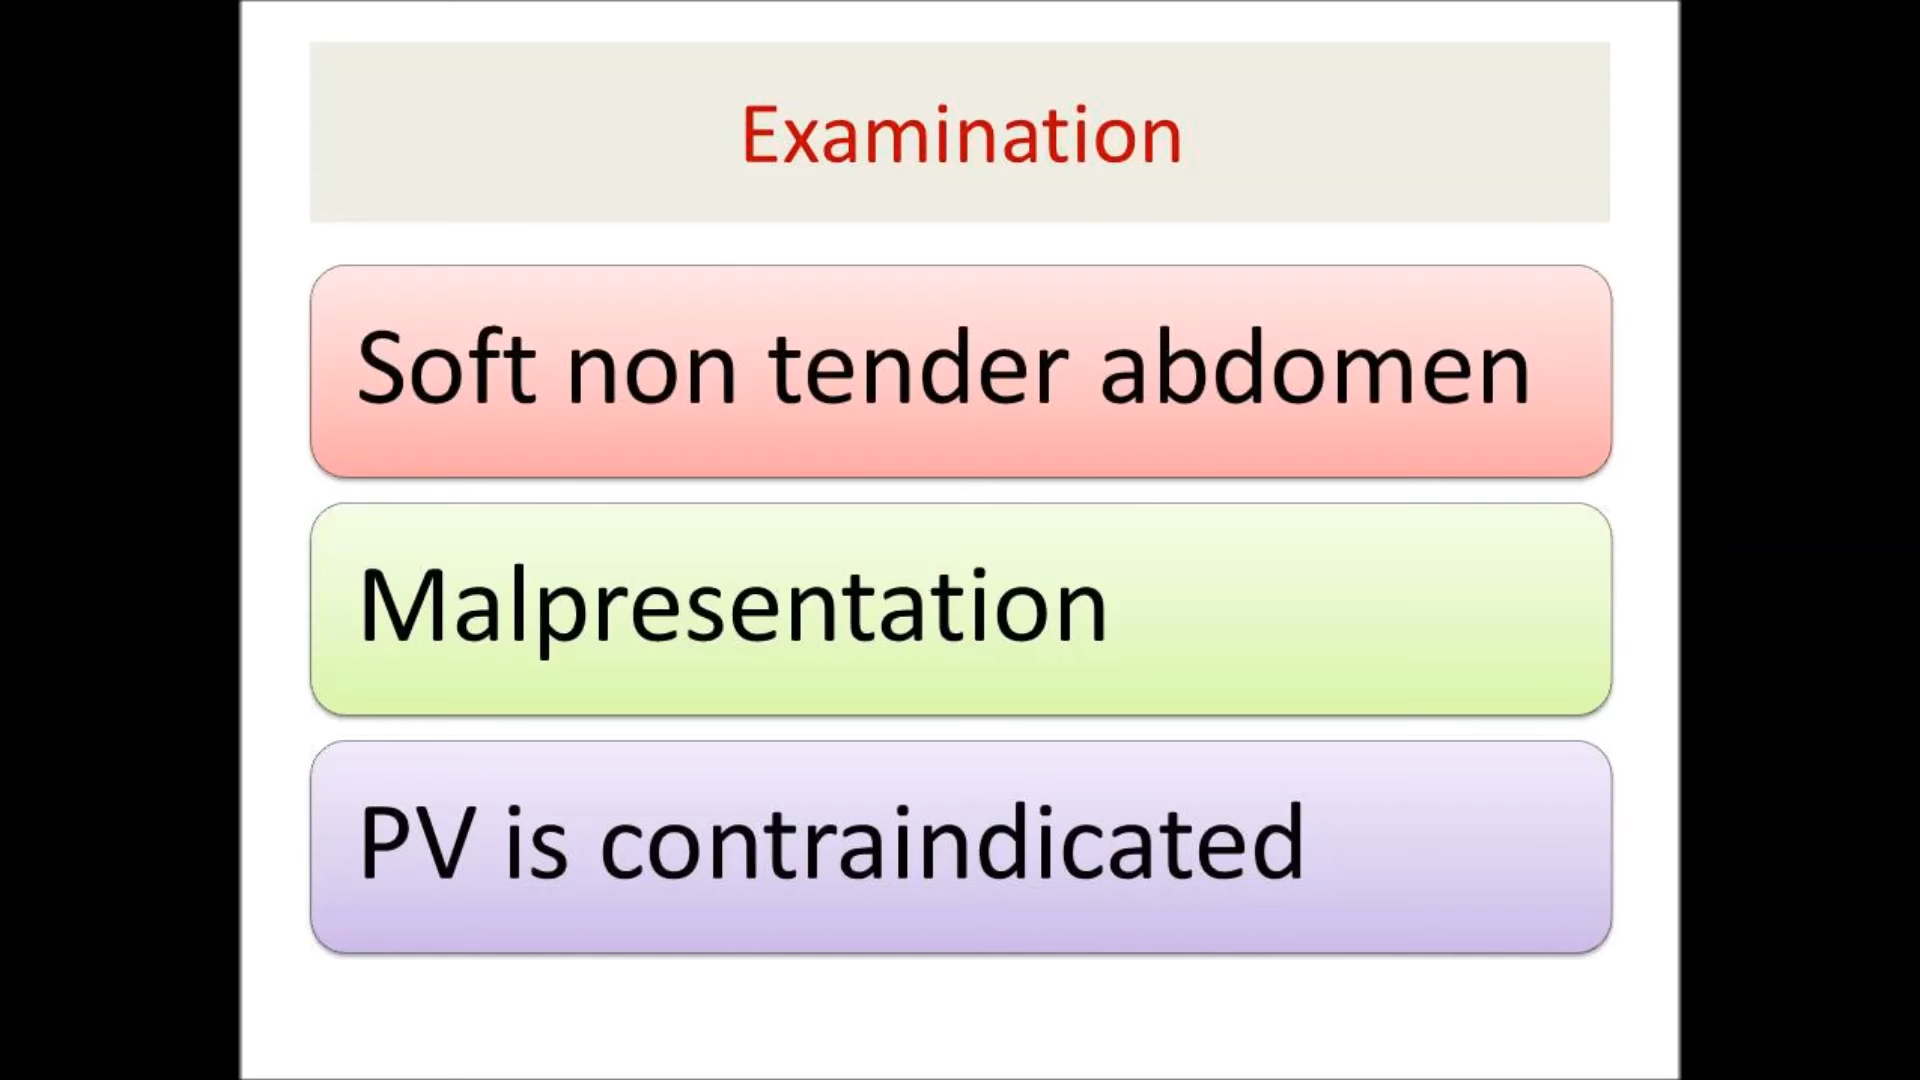 Examination
Soft non tender abdomen
Malpresentation
PV is contraindicated